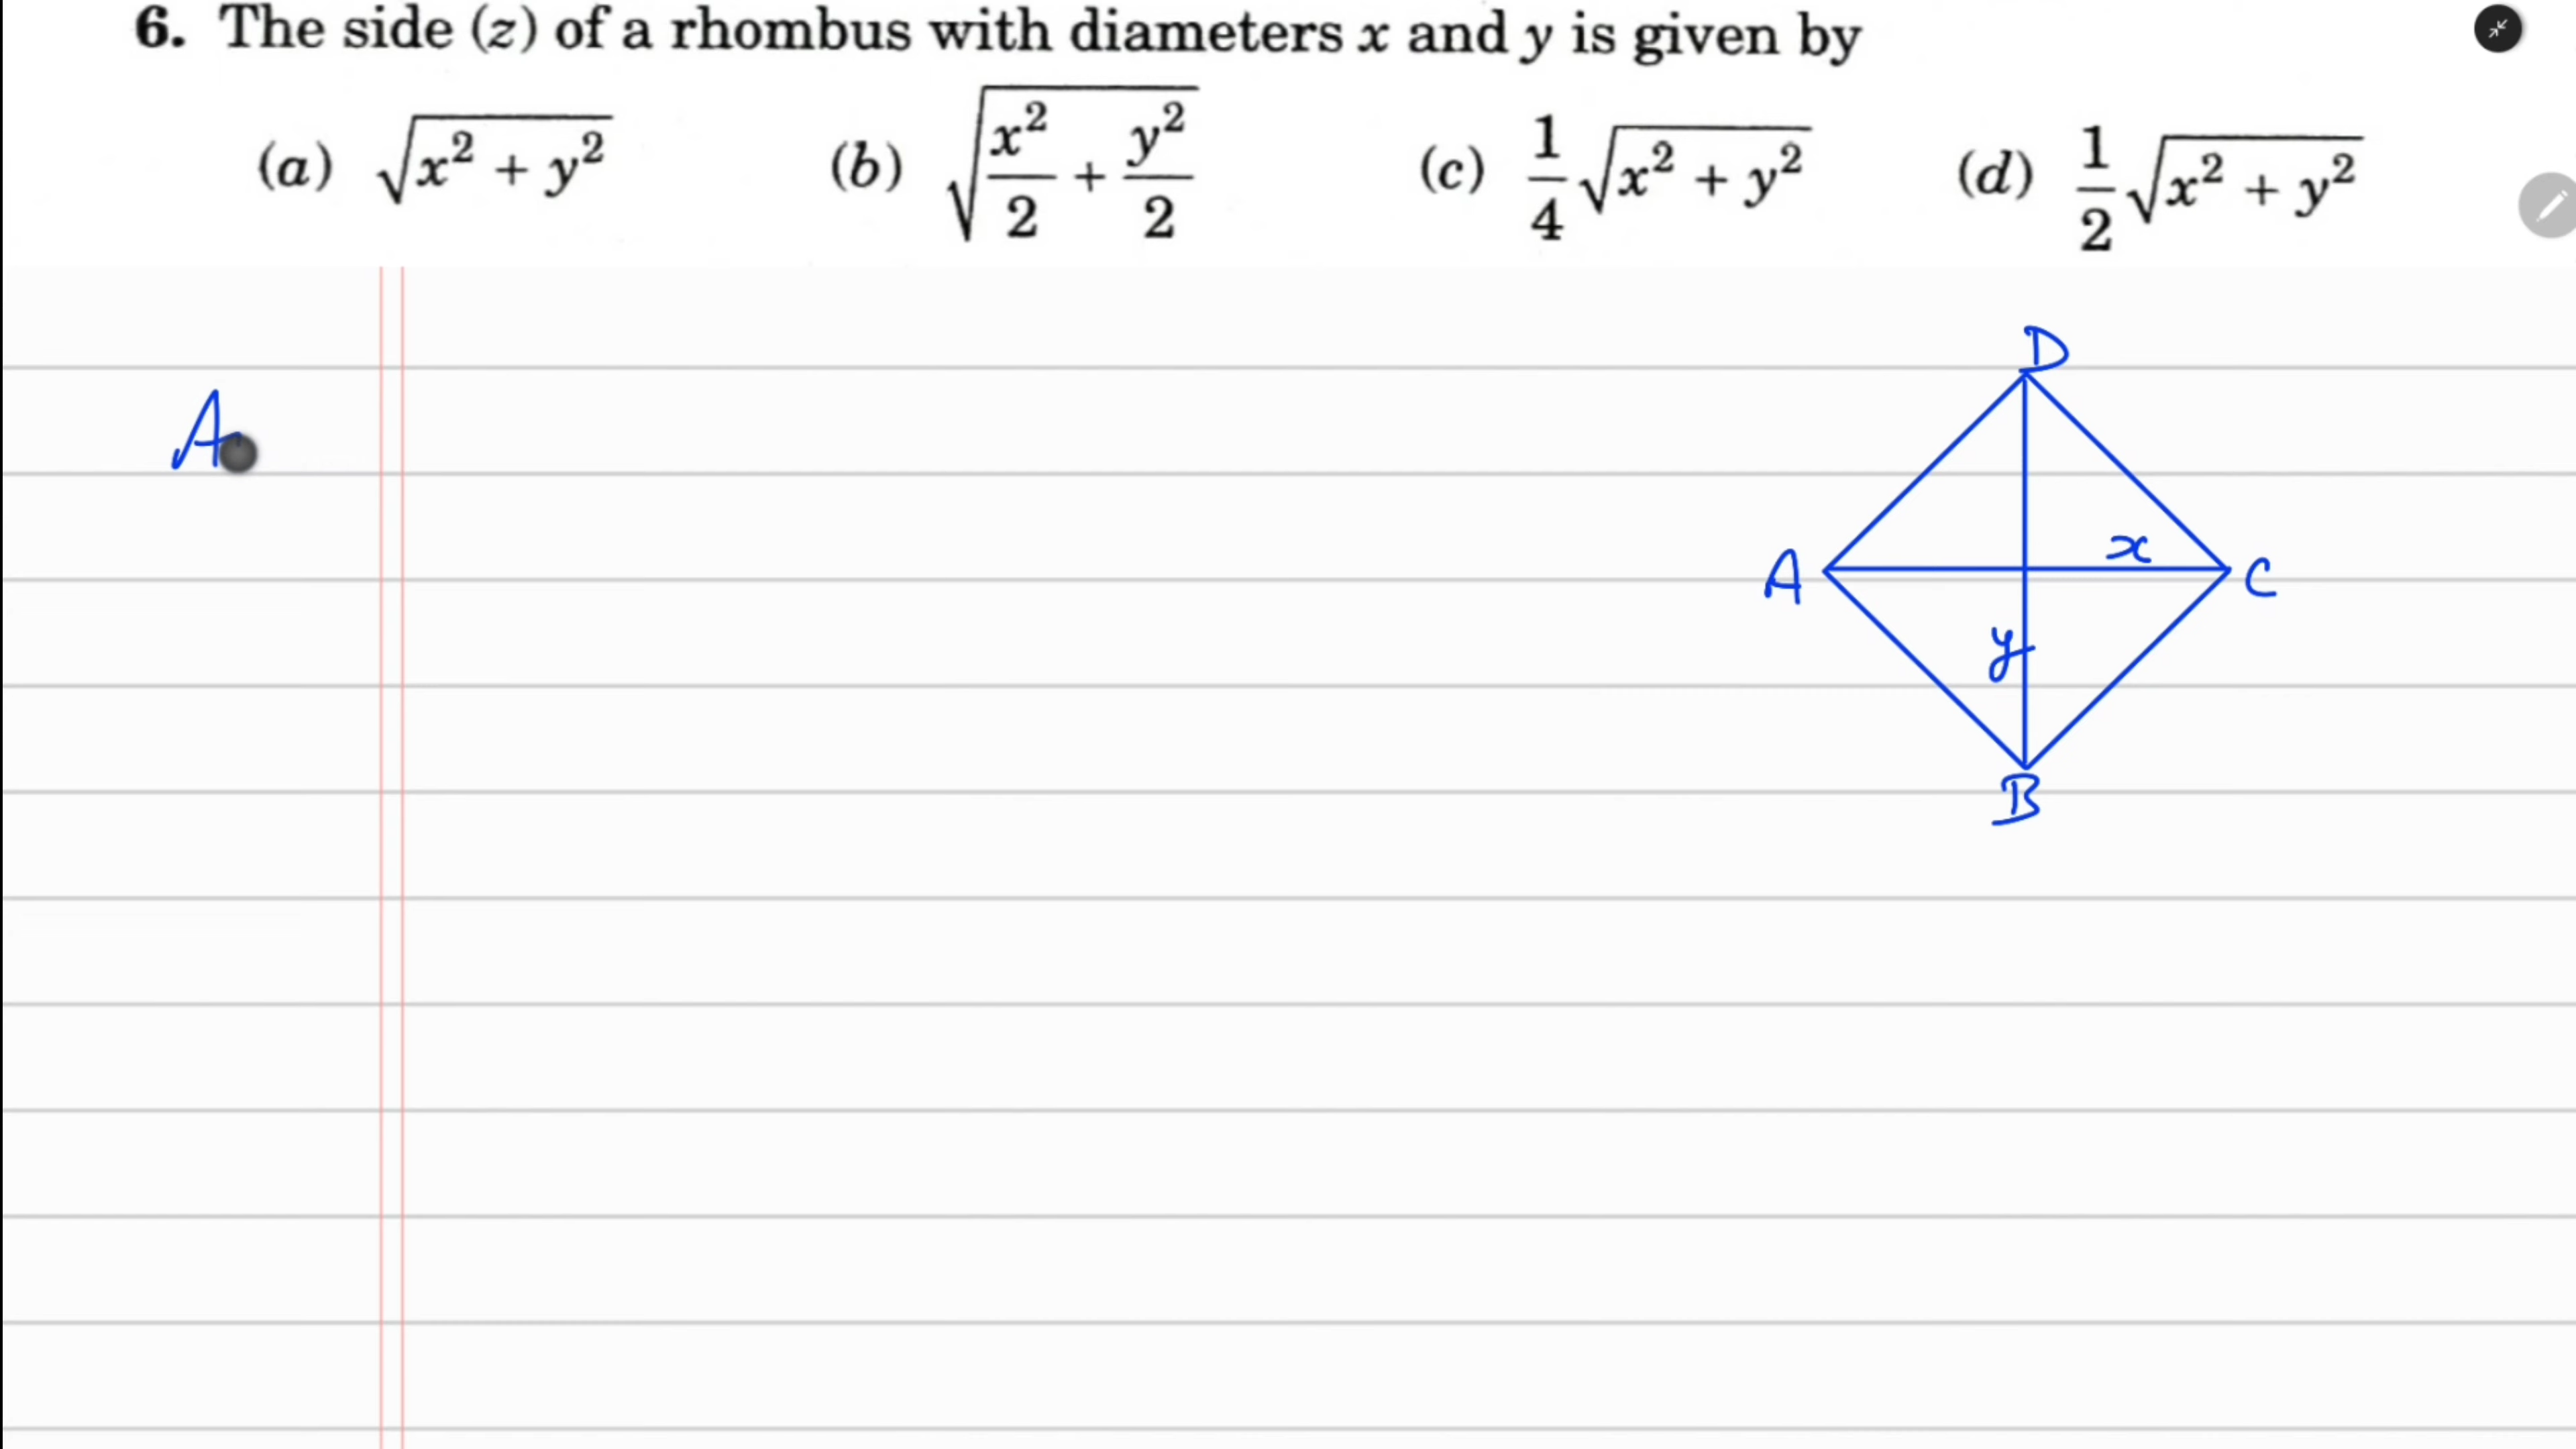 6. The side (z) of a rhombus with diameters x and y is given by
(a) √(x² + y²) (b) √(x²/2 + y²/2) (c) 1/4 √(x² + y²) (d) 1/2 √(x² + y²)
D
A
x
A C
y
B